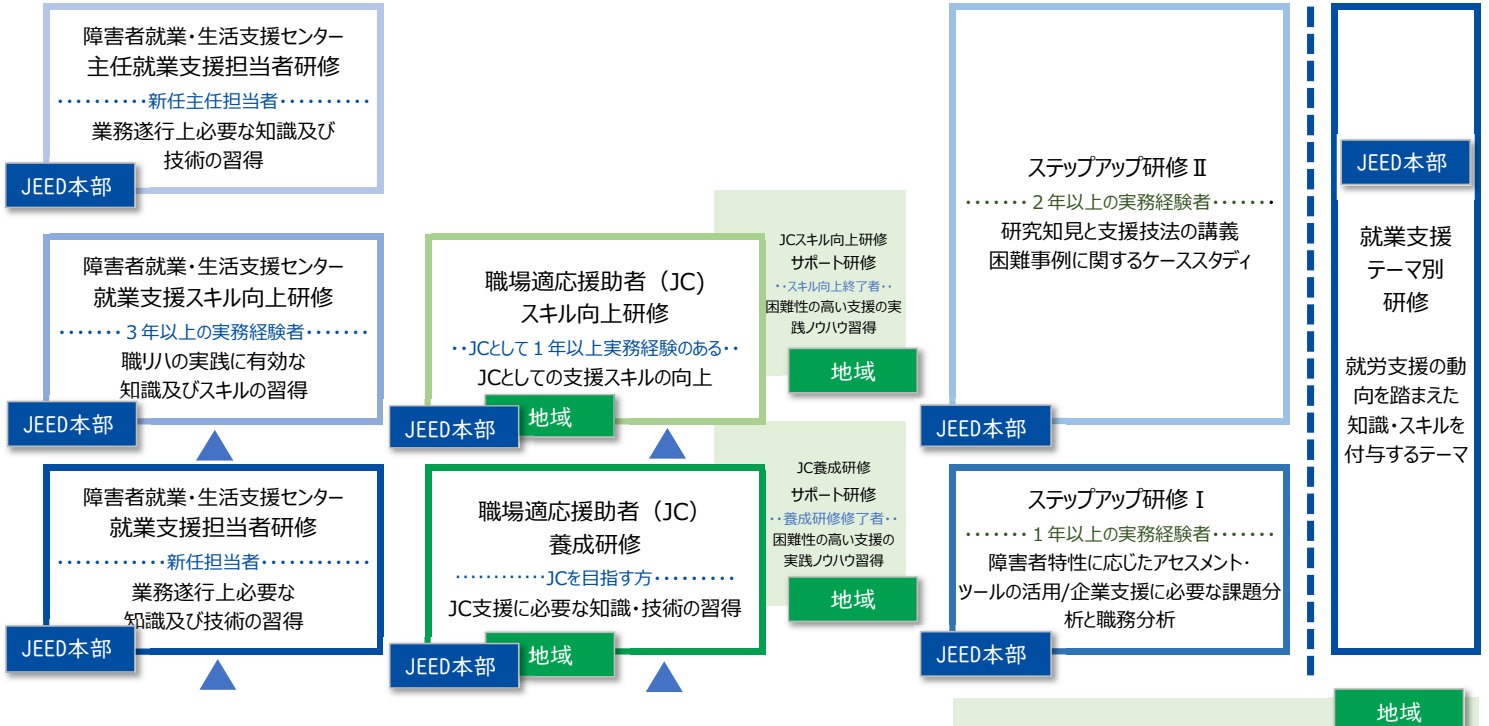 障害者就業・生活支援センター
主任就業支援担当者研修
‥‥‥‥‥新任主任担当者‥‥‥‥‥
業務遂行上必要な知識及び
技術の習得
JEED本部
障害者就業・生活支援センター
就業支援スキル向上研修
‥‥‥・３年以上の実務経験者・‥‥‥
職リハの実践に有効な
知識及びスキルの習得
JEED本部
障害者就業・生活支援センター
就業支援担当者研修
‥‥‥‥‥‥新任担当者‥‥‥‥‥‥
業務遂行上必要な
知識及び技術の習得
JEED本部
職場適応援助者（JC)
スキル向上研修
‥JCとして１年以上実務経験のある‥
JCとしての支援スキルの向上
JEED本部
地域
JCスキル向上研修
サポート研修
‥スキル向上終了者‥
困難性の高い支援の実
践ノウハウ習得
地域
職場適応援助者（JC）
養成研修
‥‥‥‥‥‥JCを目指す方‥‥‥‥・
JC支援に必要な知識・技術の習得
JEED本部
地域
JC養成研修
サポート研修
‥養成研修修了者‥
困難性の高い支援の
実践ノウハウ習得
地域
ステップアップ研修Ⅱ
‥‥‥・２年以上の実務経験者‥‥‥・
研究知見と支援技法の講義
困難事例に関するケーススタディ
JEED本部
ステップアップ研修Ⅰ
‥‥‥・１年以上の実務経験者‥‥‥・
障害者特性に応じたアセスメント・
ツールの活用/企業支援に必要な課題分
析と職務分析
JEED本部
JEED本部
就業支援
テーマ別
研修
就労支援の動
向を踏まえた
知識・スキルを
付与するテーマ
地域